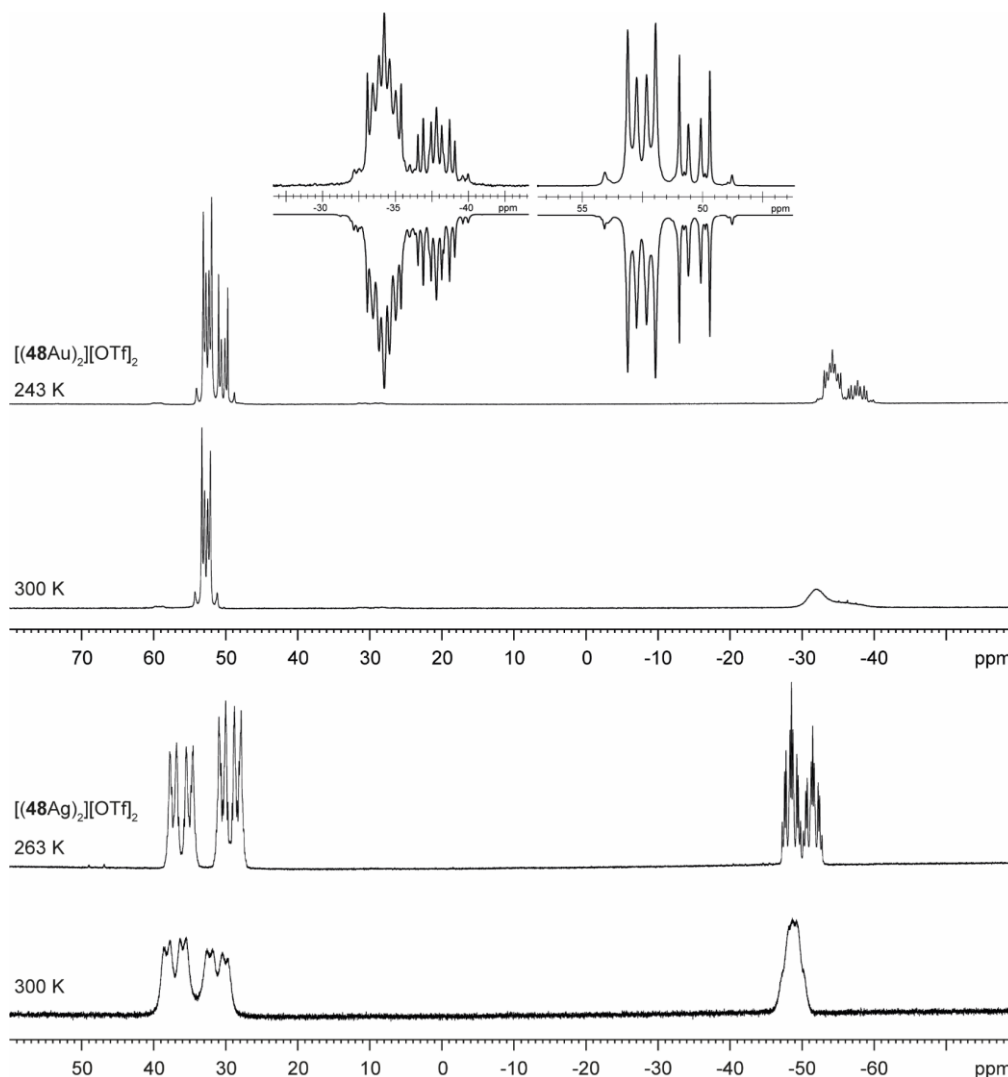 -30 -35 -40 ppm
55 50 ppm
[(48Au)₂][OTf]₂
243 K
300 K
70 60 50 40 30 20 10 0 -10 -20 -30 -40 ppm
[(48Ag)₂][OTf]₂
263 K
300 K
50 40 30 20 10 0 -10 -20 -30 -40 -50 -60 ppm